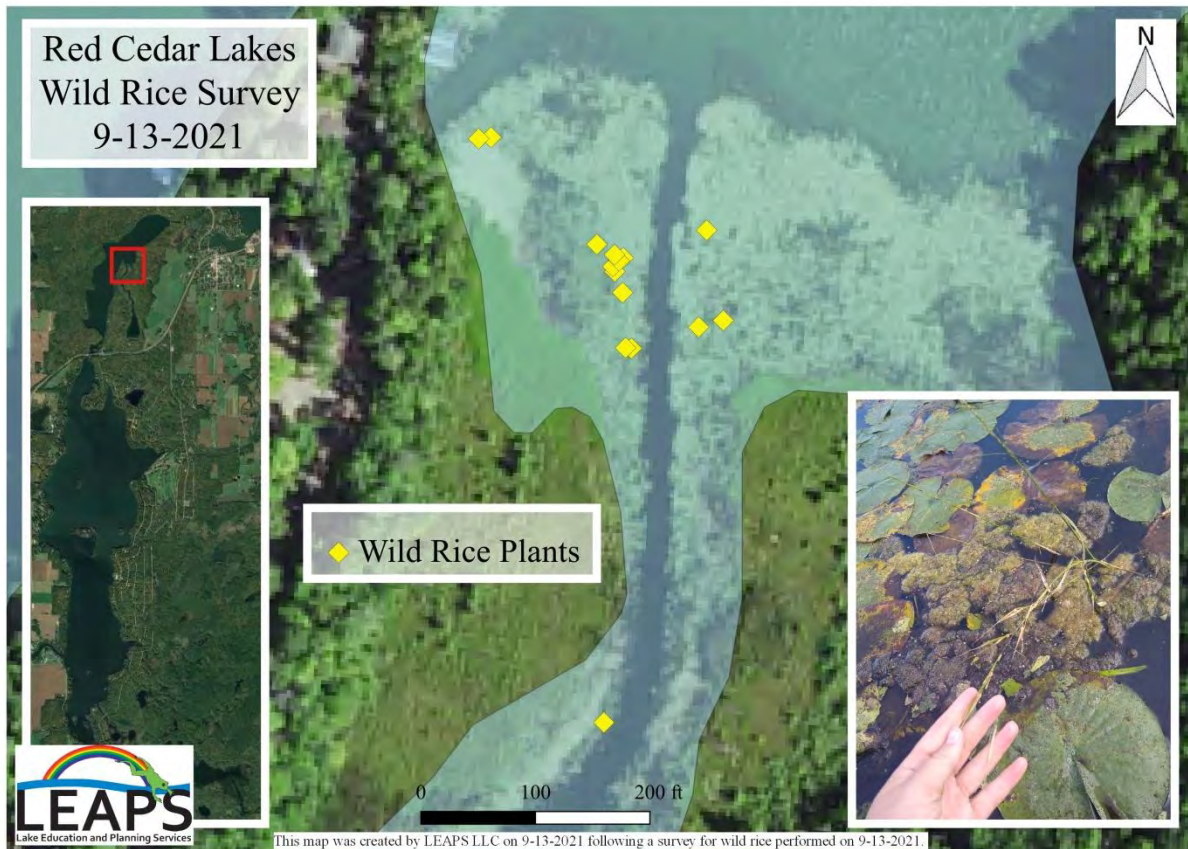 Red Cedar Lakes
Wild Rice Survey
9-13-2021
N
Wild Rice Plants
0 100 200 ft
LEAPS
Lake Education and Planning Services
This map was created by LEAPS LLC on 9-13-2021 following a survey for wild rice performed on 9-13-2021.